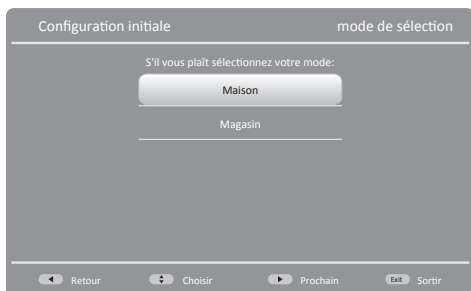 Configuration initiale mode de sélection
S'il vous plaît sélectionnez votre mode:
Maison
Magasin
Retour Choisir Prochain Exit Sortir